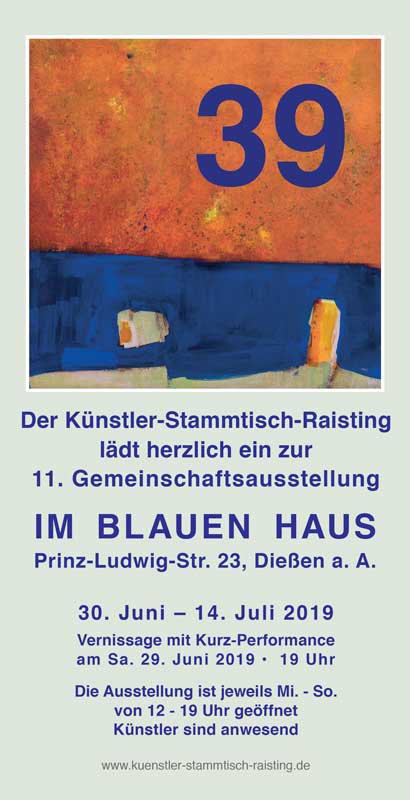 39
Der Künstler-Stammtisch-Raisting
lädt herzlich ein zur
11. Gemeinschaftsausstellung
IM BLAUEN HAUS
Prinz-Ludwig-Str. 23, Dießen a. A.
30. Juni – 14. Juli 2019
Vernissage mit Kurz-Performance
am Sa. 29. Juni 2019 • 19 Uhr
Die Ausstellung ist jeweils Mi. - So.
von 12 - 19 Uhr geöffnet
Künstler sind anwesend
www.kuenstler-stammtisch-raisting.de